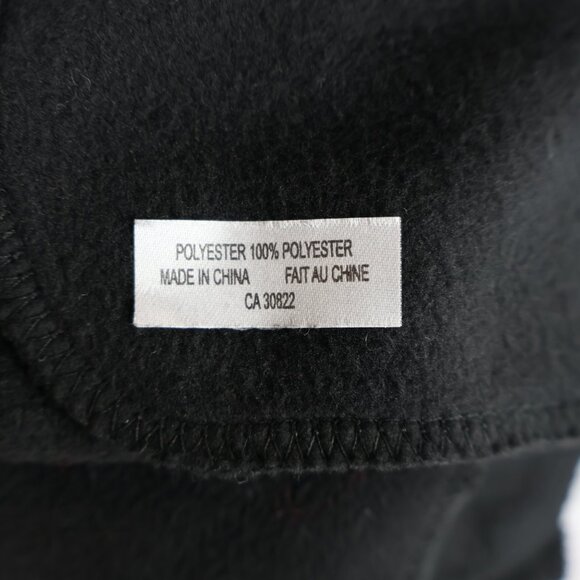 POLYESTER 100% POLYESTER
MADE IN CHINA FAIT AU CHINE
CA 30822